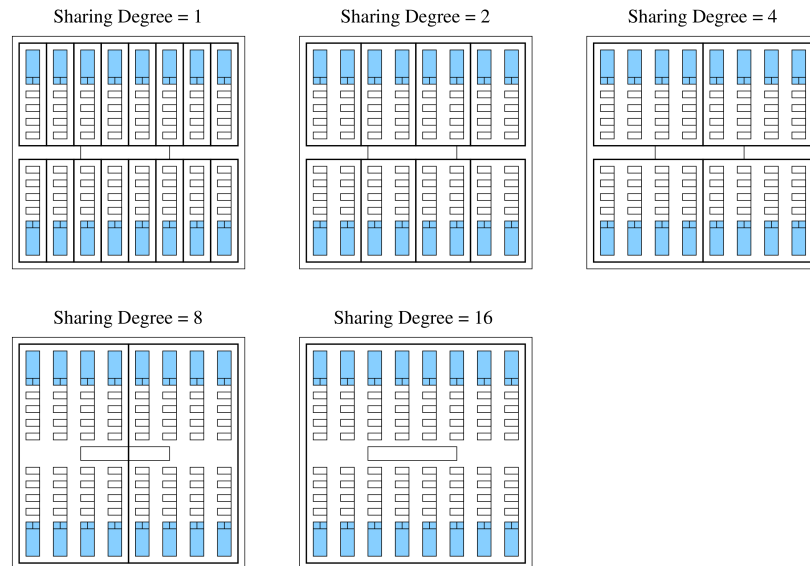 Sharing Degree = 1
Sharing Degree = 2
Sharing Degree = 4
Sharing Degree = 8
Sharing Degree = 16